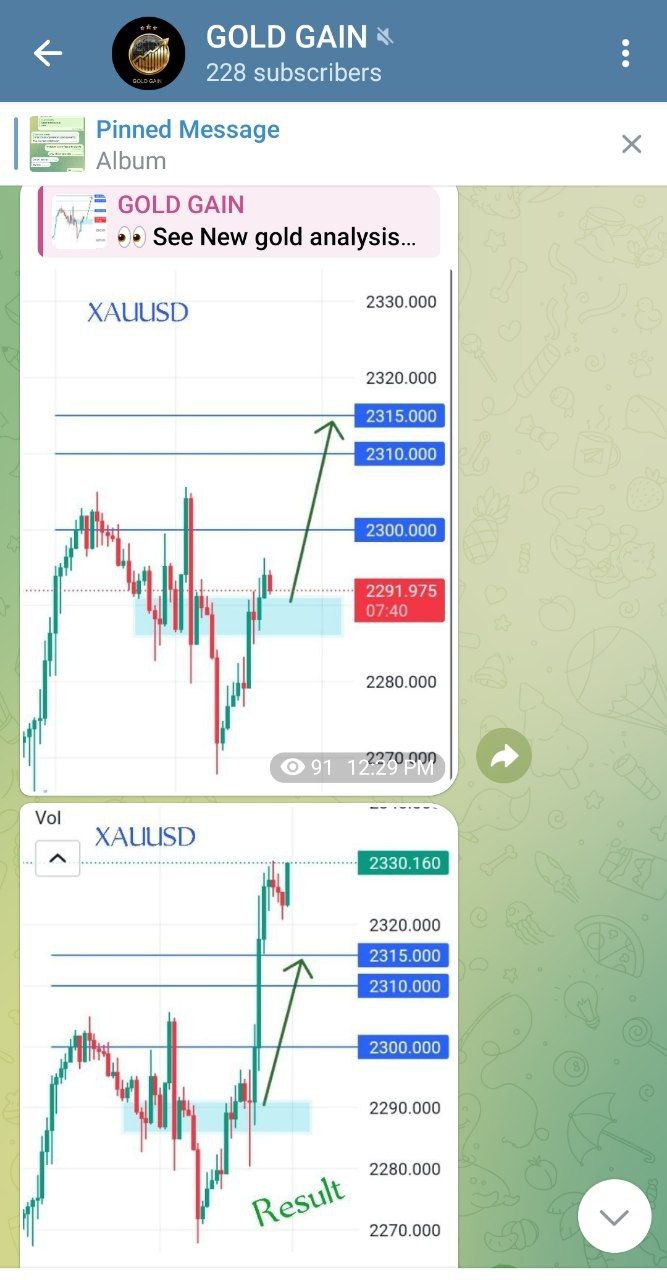 GOLD GAIN
228 subscribers
GOLD GAIN
Pinned Message
Album
GOLD GAIN
👀 See New gold analysis...
XAUUSD
2330.000
2320.000
2315.000
2310.000
2300.000
2291.975
07:40
2280.000
2270.000
91 12:29 PM
Vol
XAUUSD
2330.160
2320.000
2315.000
2310.000
2300.000
2290.000
2280.000
Result
2270.000